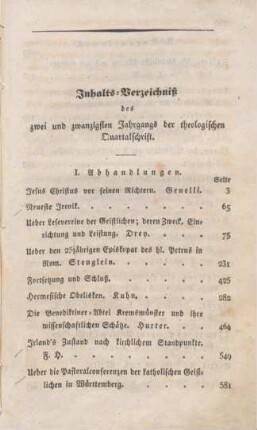 Inhalts-Verzeichniß
des
zwei und zwanzigsten Jahrgangs der theologischen
Quartalschrift.
I. Abhandlungen.
Seite
Jesus Christus vor seinen Richtern. Genelli. 3
Neueste Irenik. 65
Ueber Lesevereine der Geistlichen; deren Zweck, Ein-
richtung und Leistung. Drey. 75
Ueber den 25jährigen Episkopat des hl. Petrus in
Rom. Stenglein. 231
Fortsetzung und Schluß. 425
Hermesische Obelisken. Kuhn. 282
Die Benediktiner-Abtei Kremsmünster und ihre
wissenschaftlichen Schätze. Hurter. 464
Irland's Zustand nach kirchlichem Standpunkte.
F. H. 549
Ueber die Pastoralconferenzen der katholischen Geist-
lichen in Württemberg. 581